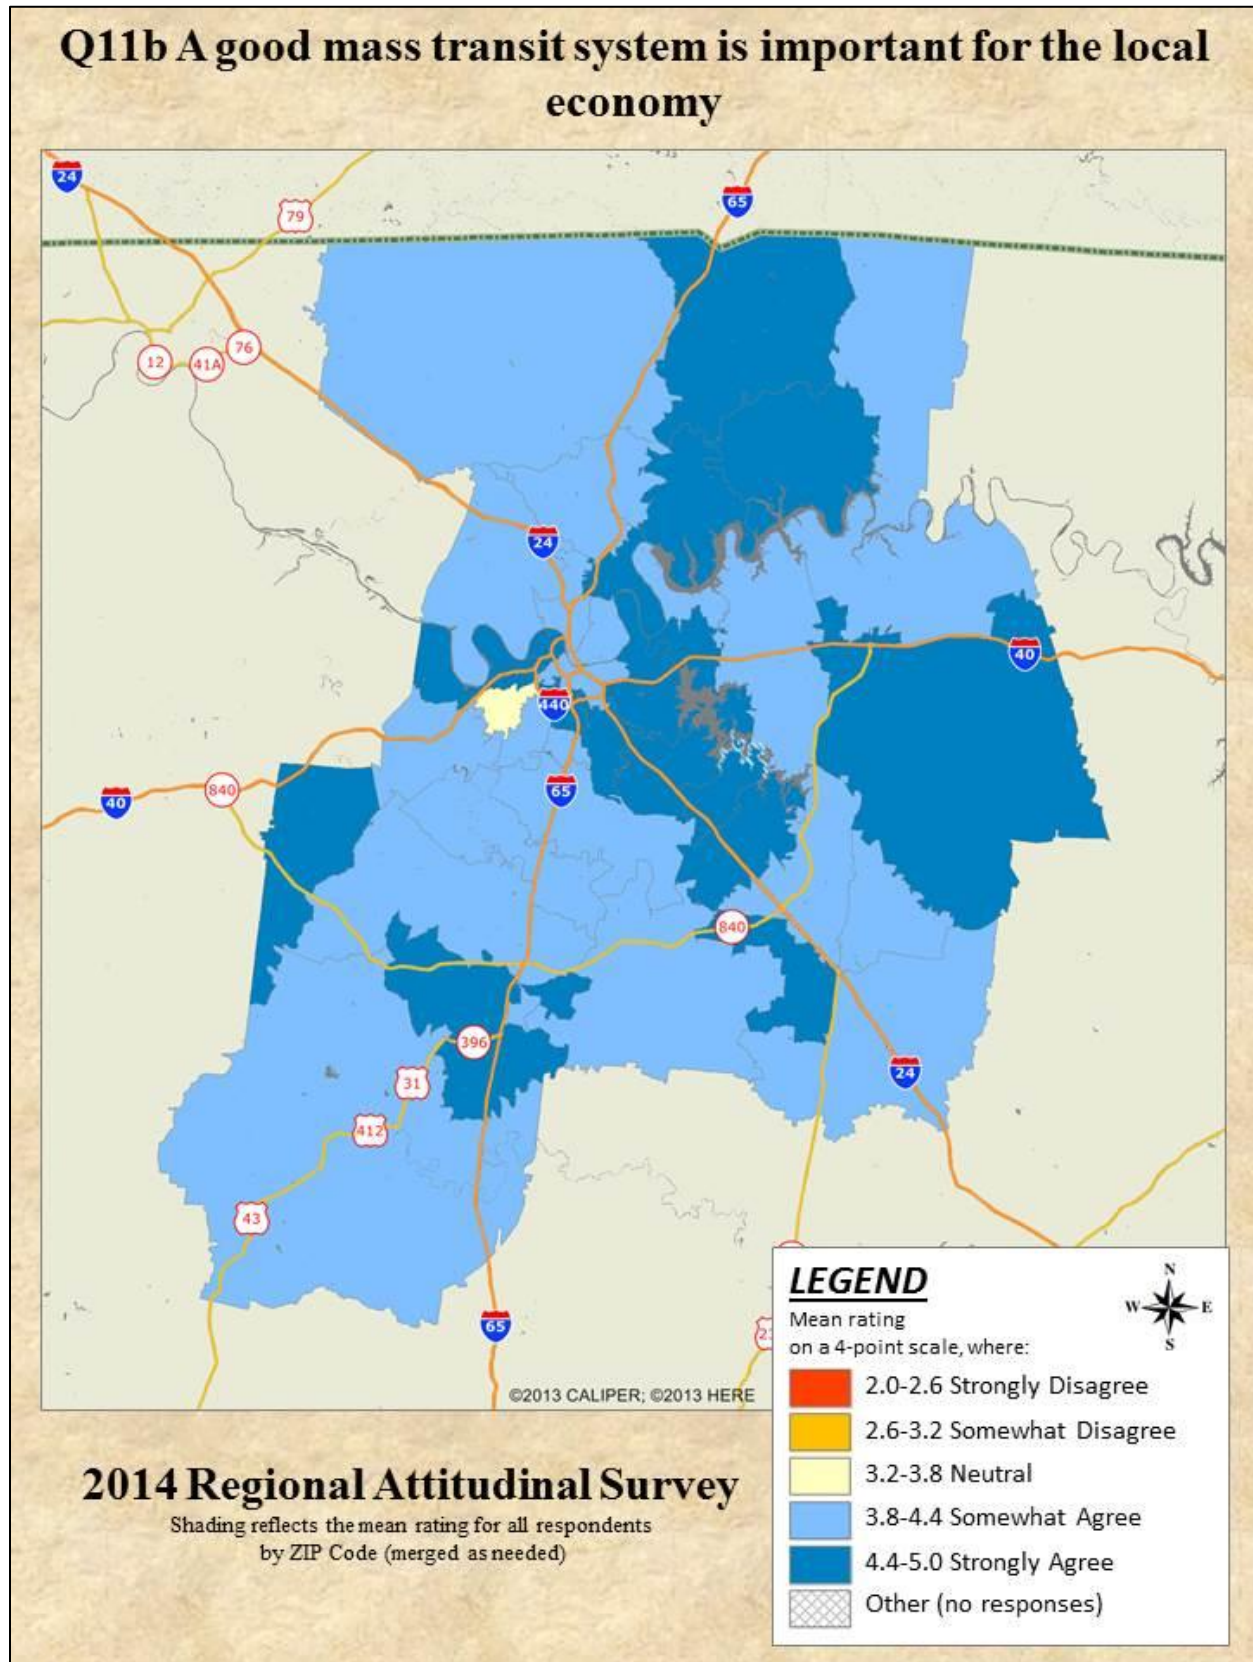 Q11b A good mass transit system is important for the local
economy
24
65
79
76
12
41A
24
40
440
840
65
40
840
396
24
31
412
43
65
©2013 CALIPER; ©2013 HERE
LEGEND
Mean rating
on a 4-point scale, where:
N
W E
S
2.0-2.6 Strongly Disagree
2.6-3.2 Somewhat Disagree
3.2-3.8 Neutral
3.8-4.4 Somewhat Agree
4.4-5.0 Strongly Agree
Other (no responses)
2014 Regional Attitudinal Survey
Shading reflects the mean rating for all respondents
by ZIP Code (merged as needed)